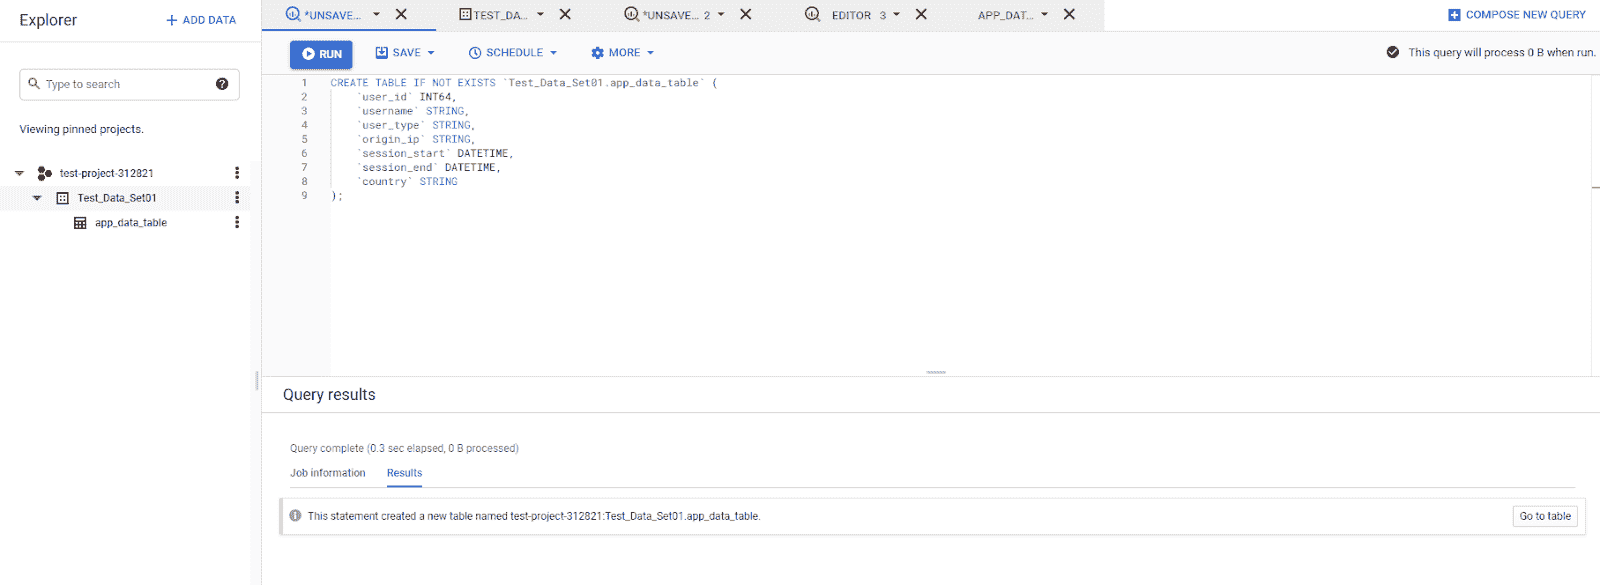 Explorer
+ ADD DATA
Type to search
Viewing pinned projects.
test-project-312821
Test_Data_Set01
app_data_table
*UNSAVE...
TEST_DA...
*UNSAVE... 2
EDITOR 3
APP_DAT...
COMPOSE NEW QUERY
RUN
SAVE
SCHEDULE
MORE
This query will process 0 B when run.
1 CREATE TABLE IF NOT EXISTS `Test_Data_Set01.app_data_table` (
2 `user_id` INT64,
3 `username` STRING,
4 `user_type` STRING,
5 `origin_ip` STRING,
6 `session_start` DATETIME,
7 `session_end` DATETIME,
8 `country` STRING
9 );
Query results
Query complete (0.3 sec elapsed, 0 B processed)
Job information
Results
This statement created a new table named test-project-312821:Test_Data_Set01.app_data_table.
Go to table